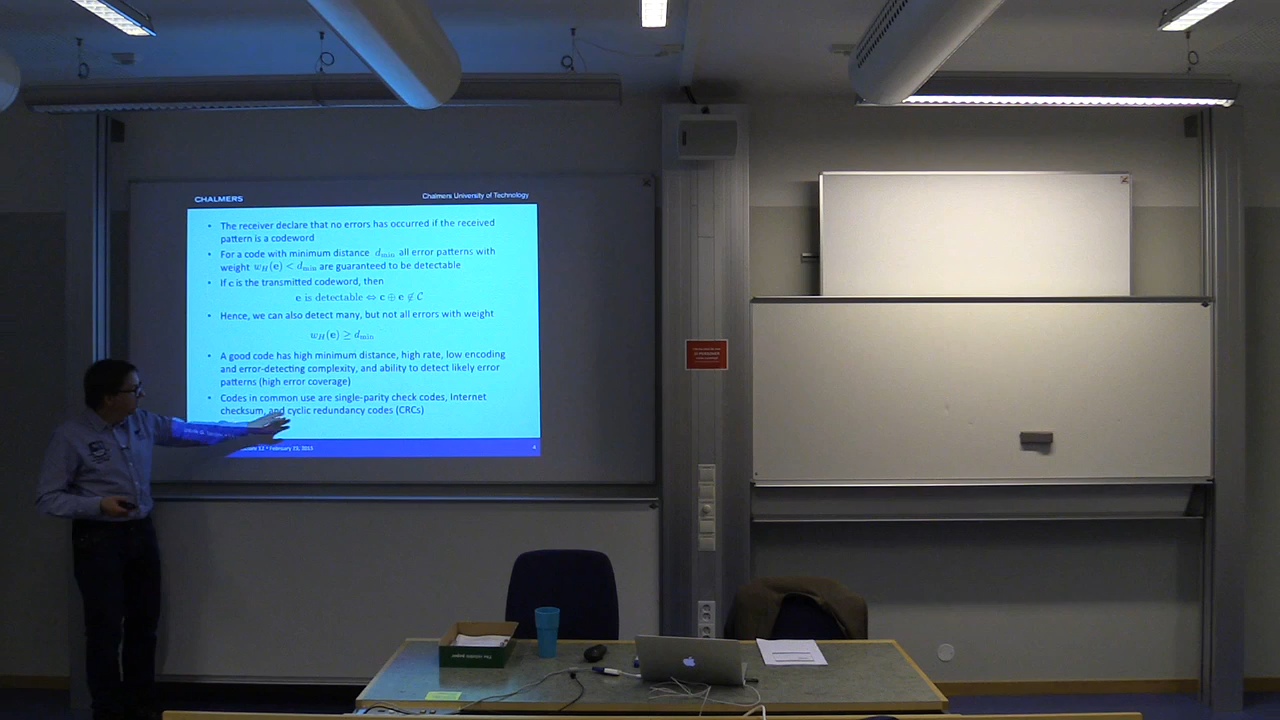 CHALMERS
Chalmers University of Technology
• The receiver declare that no errors has occurred if the received
pattern is a codeword
• For a code with minimum distance d_min all error patterns with
weight w_H(e) < d_min are guaranteed to be detectable
• If c is the transmitted codeword, then
e is detectable ⇔ c ⊕ e ∉ C
• Hence, we can also detect many, but not all errors with weight
w_H(e) ≥ d_min
• A good code has high minimum distance, high rate, low encoding
and error-detecting complexity, and ability to detect likely error
patterns (high error coverage)
• Codes in common use are single-parity check codes, Internet
checksum, and cyclic redundancy codes (CRCs)
12 • February 23, 2015
4